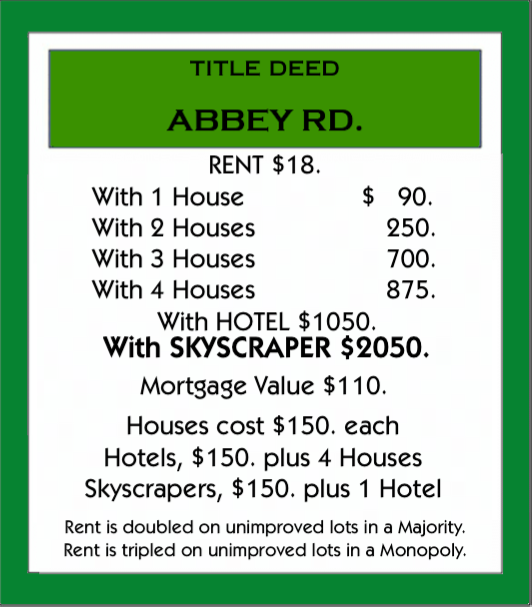 TITLE DEED
ABBEY RD.
RENT $18.
With 1 House $ 90.
With 2 Houses 250.
With 3 Houses 700.
With 4 Houses 875.
With HOTEL $1050.
With SKYSCRAPER $2050.
Mortgage Value $110.
Houses cost $150. each
Hotels, $150. plus 4 Houses
Skyscrapers, $150. plus 1 Hotel
Rent is doubled on unimproved lots in a Majority.
Rent is tripled on unimproved lots in a Monopoly.